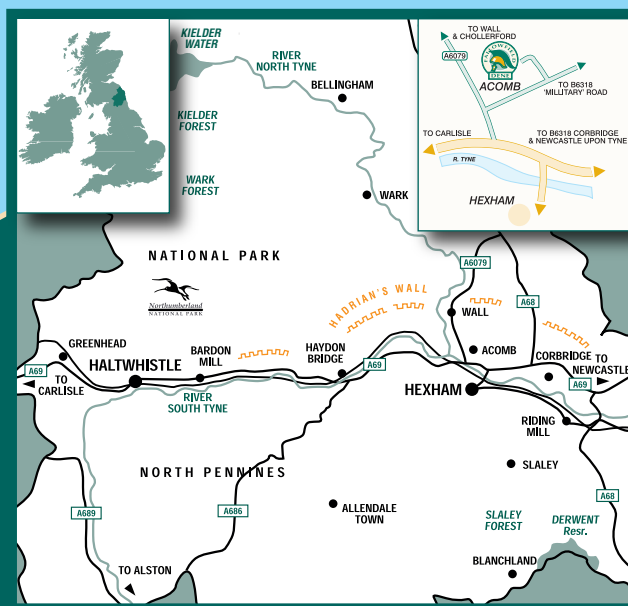 KIELDER
WATER
RIVER
NORTH TYNE
BELLINGHAM
KIELDER
FOREST
WARK
FOREST
WARK
TO WALL
& CHOLLERFORD
A6079
FALLOWFIELD
DENE
ACOMB
TO B6318
'MILITARY' ROAD
TO CARLISLE
TO B6318 CORBRIDGE
& NEWCASTLE UPON TYNE
R. TYNE
HEXHAM
NATIONAL PARK
Northumberland
NATIONAL PARK
HADRIAN'S WALL
A6079
A68
WALL
GREENHEAD
BARDON
MILL
HAYDON
BRIDGE
ACOMB
CORBRIDGE
TO
NEWCASTLE
HALTWHISTLE
A69
A69
A69
TO
CARLISLE
HEXHAM
RIVER
SOUTH TYNE
RIDING
MILL
NORTH PENNINES
SLALEY
A689
A686
ALLENDALE
TOWN
A68
SLALEY
FOREST
DERWENT
Resr.
TO ALSTON
BLANCHLAND